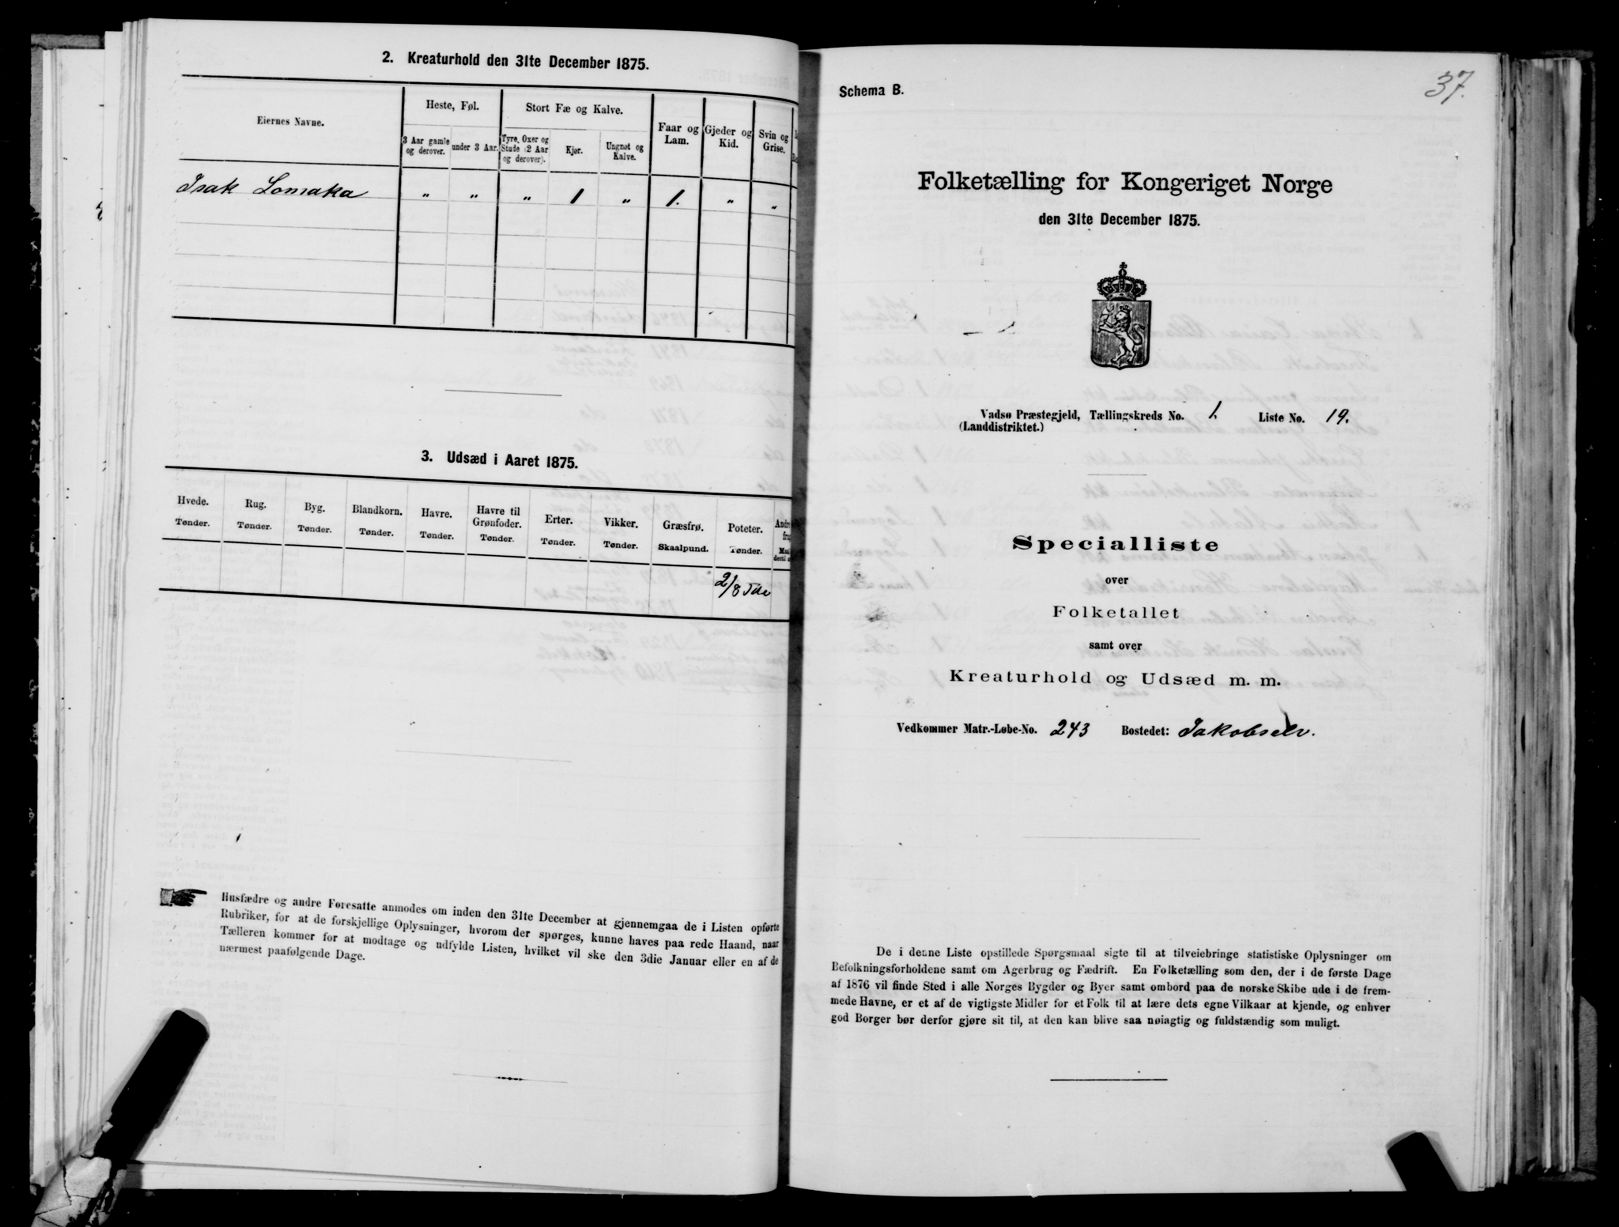 2. Kreaturhold den 31te December 1875.
Eiernes Navne.
Heste, Føl.
Stort Fæ og Kalve.
Faar og Lam.
Gjeder og Kid.
Svin og Grise.
3 Aar gamle og derover.
under 3 Aar.
Tyre, Oxer og Stude (2 Aar og derover).
Kjør.
Ungnøt og Kalve.
Isak Lomaka " " " 1 " 1. " "
3. Udsæd i Aaret 1875.
Hvede. Rug. Byg. Blandkorn. Havre. Havre til Grønfoder. Erter. Vikker. Græsfrø. Poteter.
Tønder. Tønder. Tønder. Tønder. Tønder. Tønder. Tønder. Tønder. Skaalpund. Tønder.
2/8 Tde
Husfædre og andre Foresatte anmodes om inden den 31te December at gjennemgaa de i Listen opførte
Rubriker, for at de forskjellige Oplysninger, hvorom der spørges, kunne haves paa rede Haand, naar
Tælleren kommer for at modtage og udfylde Listen, hvilket vil ske den 3die Januar eller en af de
nærmest paafølgende Dage.
37.
Schema B.
Folketælling for Kongeriget Norge
den 31te December 1875.
Vadsø Præstegjeld, Tællingskreds No. 1. Liste No. 19.
(Landdistriktet.)
Specialliste
over
Folketallet
samt over
Kreaturhold og Udsæd m. m.
Vedkommer Matr.-Løbe-No. 243 Bostedet: Jakobselv.
De i denne Liste opstillede Spørgsmaal sigte til at tilveiebringe statistiske Oplysninger om
Befolkningsforholdene samt om Agerbrug og Fædrift. En Folketælling som den, der i de første Dage
af 1876 vil finde Sted i alle Norges Bygder og Byer samt ombord paa de norske Skibe ude i de frem-
mede Havne, er et af de vigtigste Midler for et Folk til at lære dets egne Vilkaar at kjende, og enhver
god Borger bør derfor gjøre sit til, at den kan blive saa nøiagtig og fuldstændig som muligt.